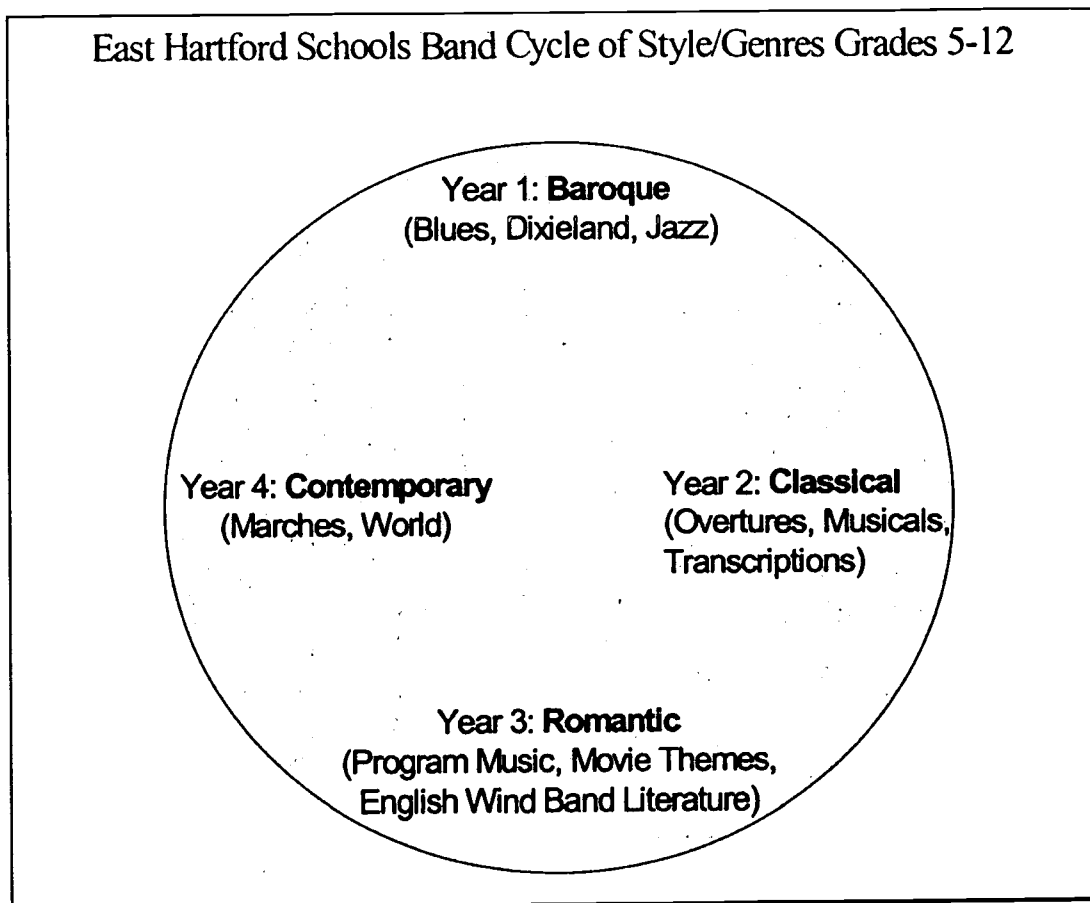 East Hartford Schools Band Cycle of Style/Genres Grades 5-12
Year 1: Baroque
(Blues, Dixieland, Jazz)
Year 2: Classical
(Overtures, Musicals,
Transcriptions)
Year 3: Romantic
(Program Music, Movie Themes,
English Wind Band Literature)
Year 4: Contemporary
(Marches, World)